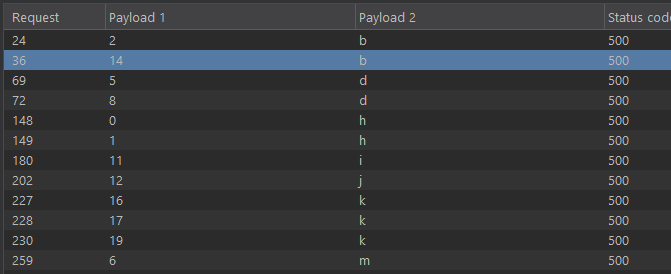 Request Payload 1 Payload 2 Status cod
24 2 b 500
36 14 b 500
69 5 d 500
72 8 d 500
148 0 h 500
149 1 h 500
180 11 i 500
202 12 j 500
227 16 k 500
228 17 k 500
230 19 k 500
259 6 m 500